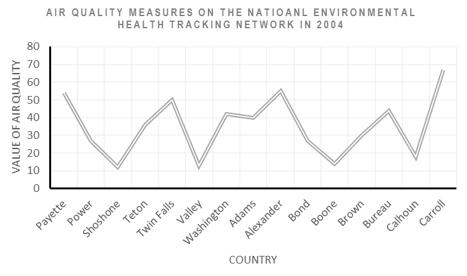 AIR QUALITY MEASURES ON THE NATIOANL ENVIRONMENTAL
HEALTH TRACKING NETWORK IN 2004
VALUE OF AIRQUALITY
80
70
60
50
40
30
20
10
0
Payette
Power
Shoshone
Teton
Twin Falls
Valley
Washington
Adams
Alexander
Bond
Boone
Brown
Bureau
Calhoun
Carroll
COUNTRY